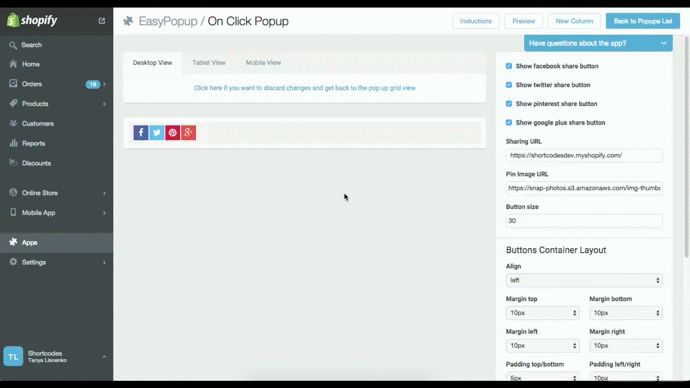 shopify
EasyPopup / On Click Popup
Instuctions
Preview
New Column
Back to Popups List
Have questions about the app?
Search
Home
Orders
18
Products
Customers
Reports
Discounts
Online Store
Mobile App
Apps
Settings
TL
Shortcodes
Tanya Lisnenko
Desktop View
Tablet View
Mobile View
Click here if you want to discard changes and get back to the pop up grid view
Show facebook share button
Show twitter share button
Show pinterest share button
Show google plus share button
Sharing URL
https://shortcodesdev.myshopify.com/
Pin Image URL
https://snap-photos.s3.amazonaws.com/img-thumb
Button size
30
Buttons Container Layout
Align
left
Margin top
Margin bottom
10px
10px
Margin left
Margin right
10px
10px
Padding top/bottom
Padding left/right
5px
10px